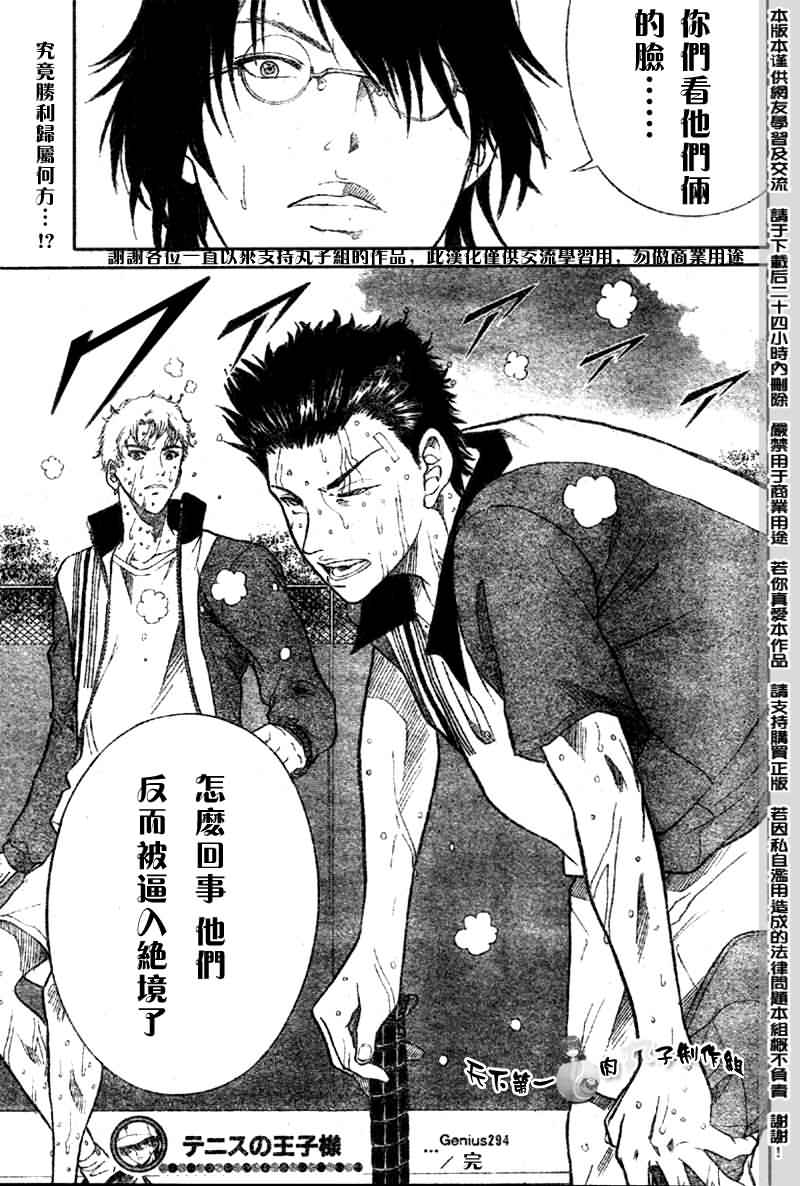 你們看他們倆
的臉……
究竟勝利歸屬何方…!?
謝謝各位一直以來支持丸子組的作品，此漢化僅供交流學習用，勿做商業用途
怎麼回事 他們
反而被逼入絕境了
天下第一 肉 子制作組
テニスの王子様
…Genius294
／完
本版本謹供網友學習及交流 請于下載后二十四小時內刪除 嚴禁用于商業用途 若你真愛本作品 請支持購買正版 若因私自濫用造成的法律問題本組概不負責 謝謝！